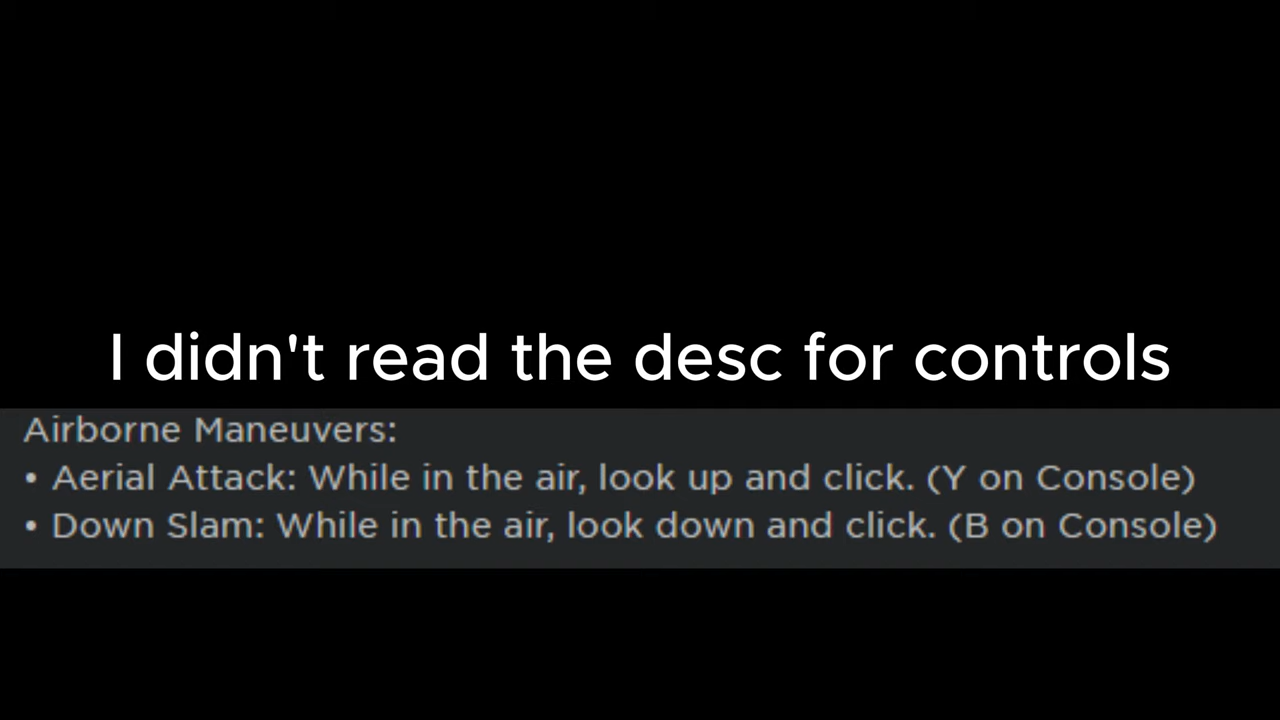 I didn't read the desc for controls
Airborne Maneuvers:
• Aerial Attack: While in the air, look up and click. (Y on Console)
• Down Slam: While in the air, look down and click. (B on Console)